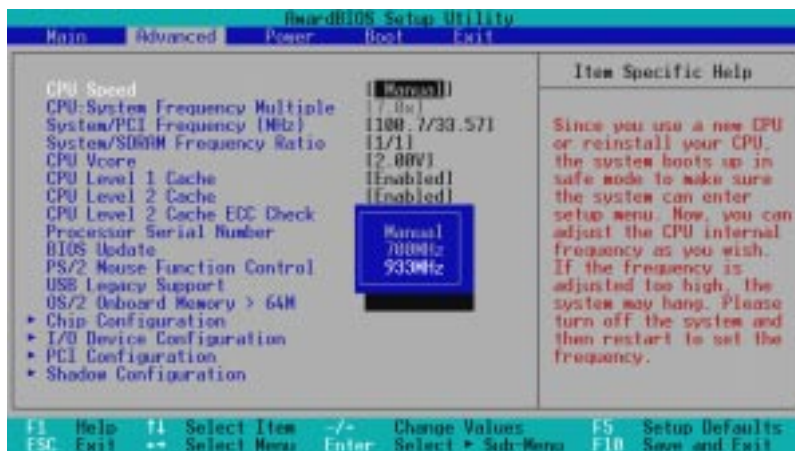 AwardBIOS Setup Utility
Main Advanced Power Boot Exit
Item Specific Help
CPU Speed [ Manual]
CPU:System Frequency Multiple [7.0x]
System/PCI Frequency (MHz) [100.7/33.57]
System/SDRAM Frequency Ratio [1/1]
CPU Vcore [2.00V]
CPU Level 1 Cache [Enabled]
CPU Level 2 Cache [Enabled]
CPU Level 2 Cache ECC Check
Processor Serial Number
BIOS Update
PS/2 Mouse Function Control
USB Legacy Support
OS/2 Onboard Memory > 64M
▸ Chip Configuration
▸ I/O Device Configuration
▸ PCI Configuration
▸ Shadow Configuration
Manual
700MHz
933MHz
Since you use a new CPU
or reinstall your CPU,
the system boots up in
safe mode to make sure
the system can enter
setup menu. Now, you can
adjust the CPU internal
frequency as you wish.
If the frequency is
adjusted too high, the
system may hang. Please
turn off the system and
then restart to set the
frequency.
F1 Help ↑↓ Select Item -/+ Change Values F5 Setup Defaults
ESC Exit ←→ Select Menu Enter Select ▸ Sub-Menu F10 Save and Exit